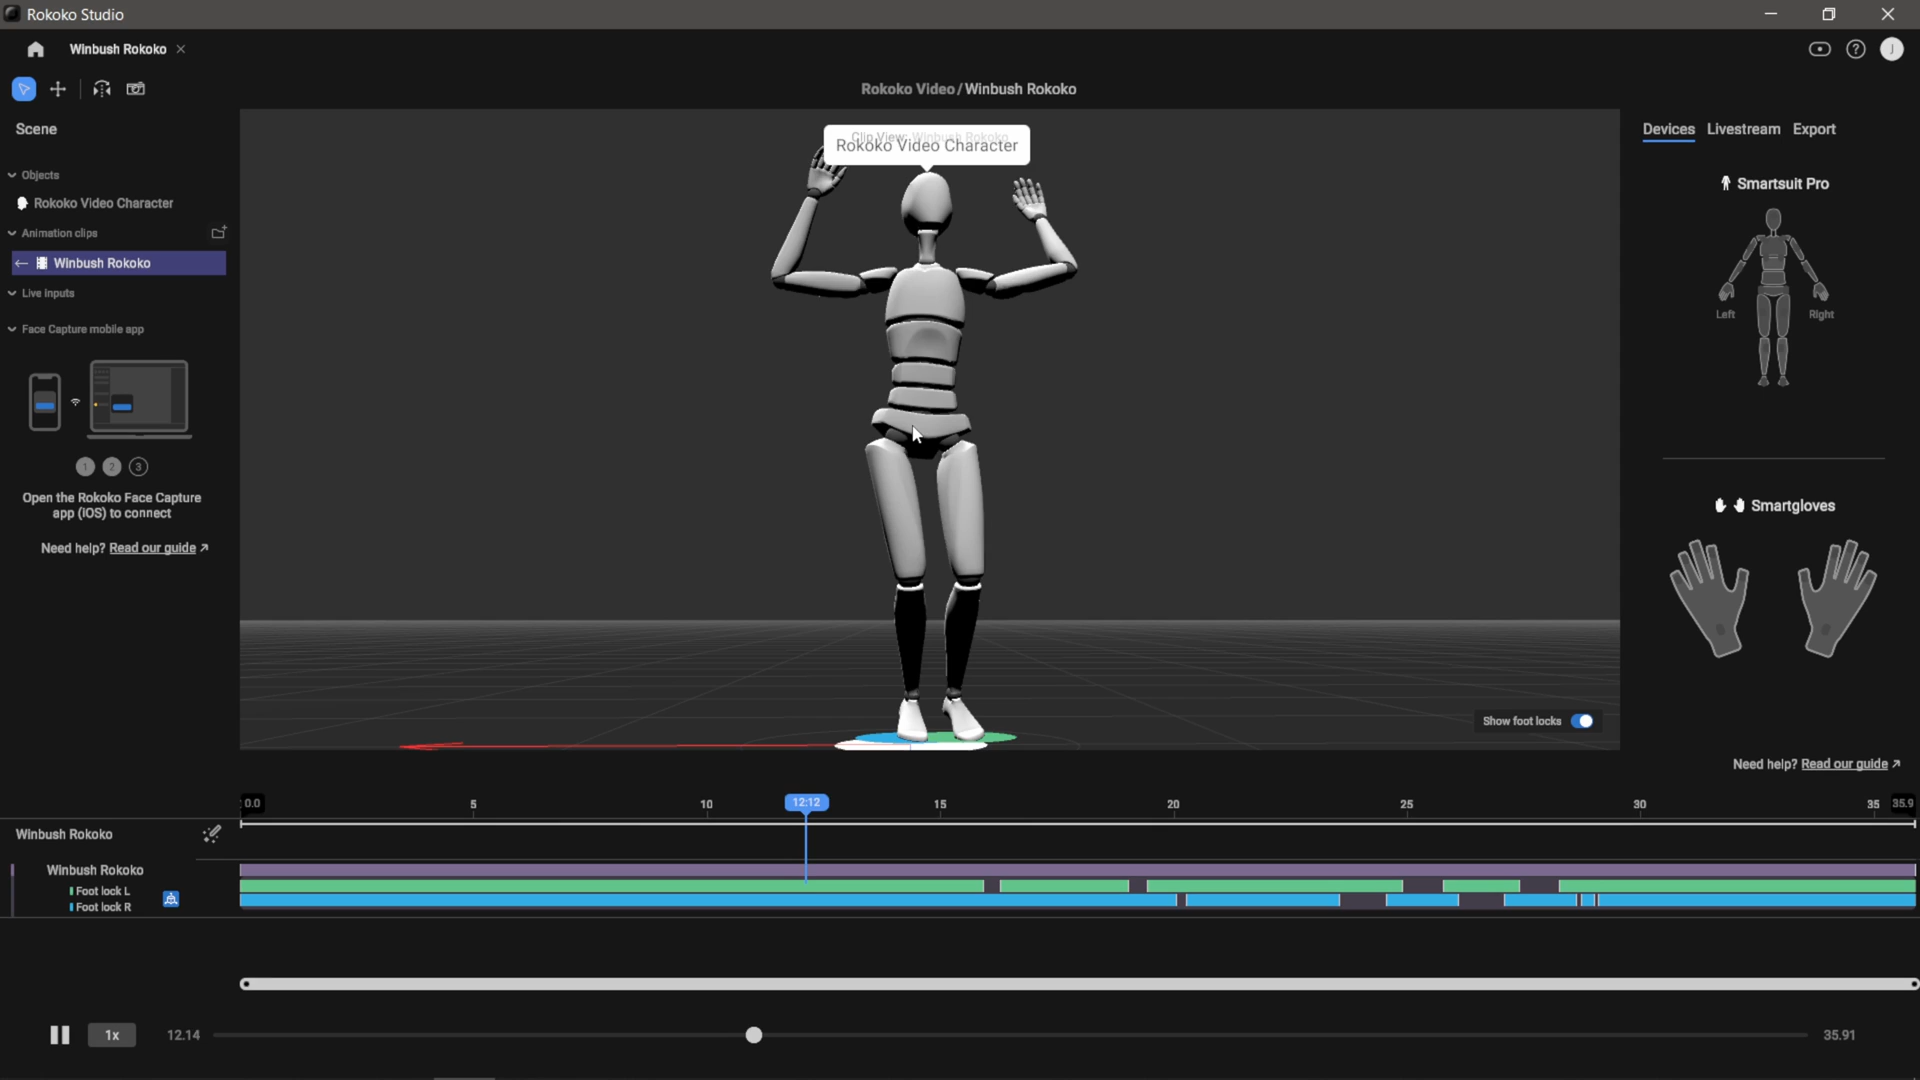 Rokoko Studio
Winbush Rokoko
J
Rokoko Video / Winbush Rokoko
Scene
Objects
Rokoko Video Character
Animation clips
Winbush Rokoko
Live inputs
Face Capture mobile app
1 2 3
Open the Rokoko Face Capture
app (IOS) to connect
Need help? Read our guide
Clip View: Winbush Rokoko
Rokoko Video Character
Show foot locks
Devices Livestream Export
Smartsuit Pro
Left Right
Smartgloves
Need help? Read our guide
0.0 5 10 12:12 15 20 25 30 35 35.9
Winbush Rokoko
Winbush Rokoko
Foot lock L
Foot lock R
1x 12.14 35.91